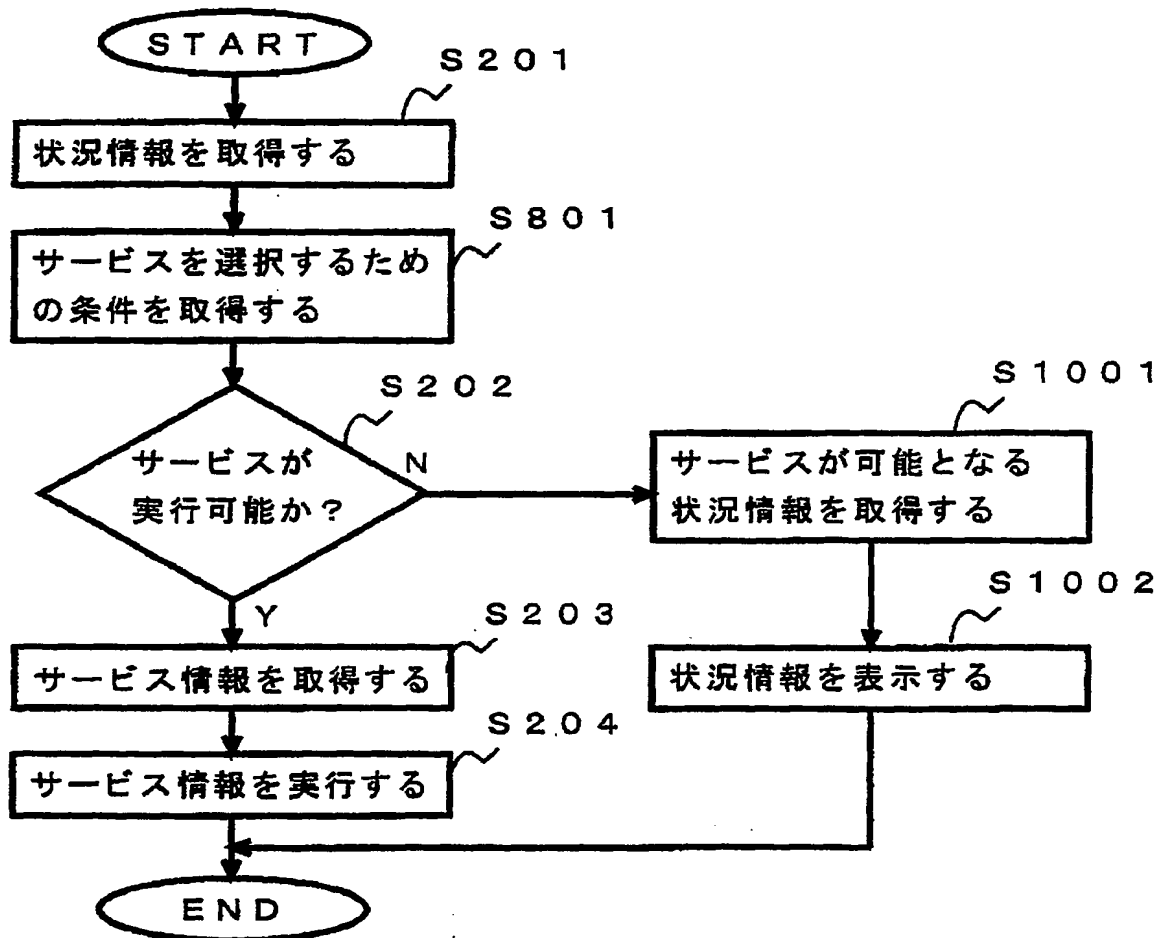 START
S201
状況情報を取得する
S801
サービスを選択するため
の条件を取得する
S202
サービスが
実行可能か?
N
Y
S1001
サービスが可能となる
状況情報を取得する
S1002
状況情報を表示する
S203
サービス情報を取得する
S204
サービス情報を実行する
END